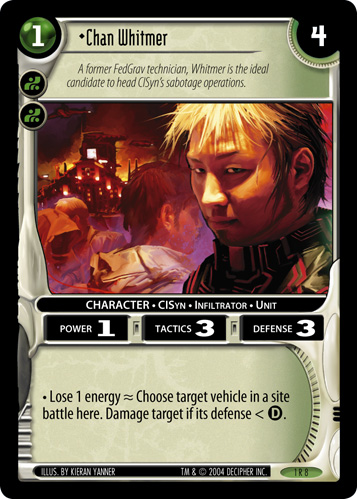 1
•Chan Whitmer
4
A former FedGrav technician, Whitmer is the ideal
candidate to head CISyn's sabotage operations.
CHARACTER • CISYN • INFILTRATOR • UNIT
POWER 1 TACTICS 3 DEFENSE 3
• Lose 1 energy ≈ Choose target vehicle in a site
battle here. Damage target if its defense < D.
ILLUS. BY KIERAN YANNER TM & © 2004 DECIPHER INC. 1 R 8